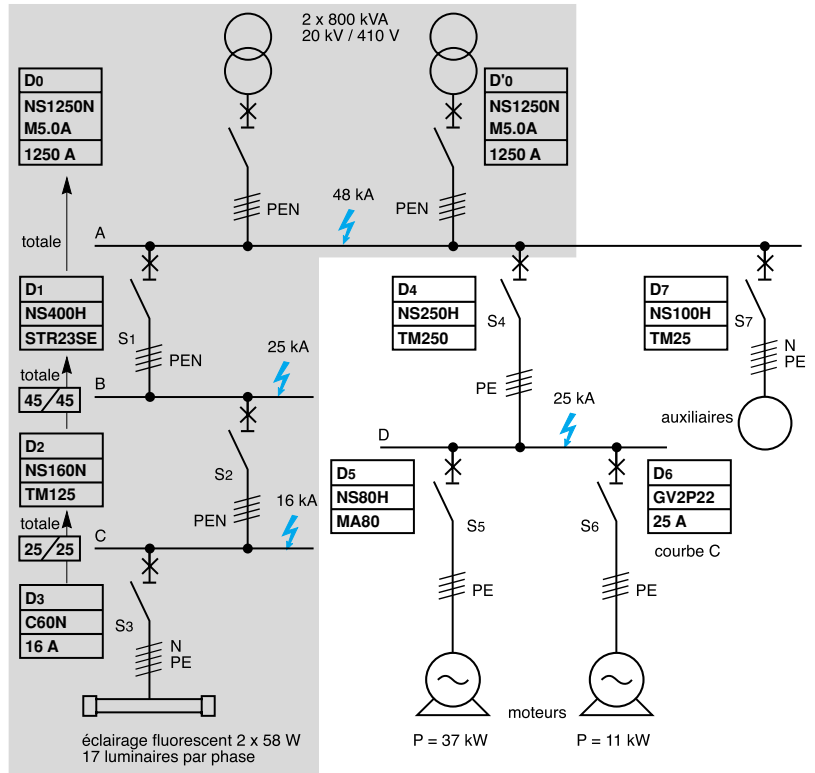 2 x 800 kVA
20 kV / 410 V
D0
NS1250N
M5.0A
1250 A
D'0
NS1250N
M5.0A
1250 A
PEN
PEN
48 kA
totale
A
D1
NS400H
STR23SE
S1
PEN
D4
NS250H
TM250
S4
PE
D7
NS100H
TM25
S7
N
PE
auxiliaires
totale
45/45
B
25 kA
D2
NS160N
TM125
S2
PEN
16 kA
D
25 kA
D5
NS80H
MA80
S5
PE
D6
GV2P22
25 A
courbe C
S6
PE
totale
25/25
C
D3
C60N
16 A
S3
N
PE
éclairage fluorescent 2 x 58 W
17 luminaires par phase
moteurs
P = 37 kW
P = 11 kW